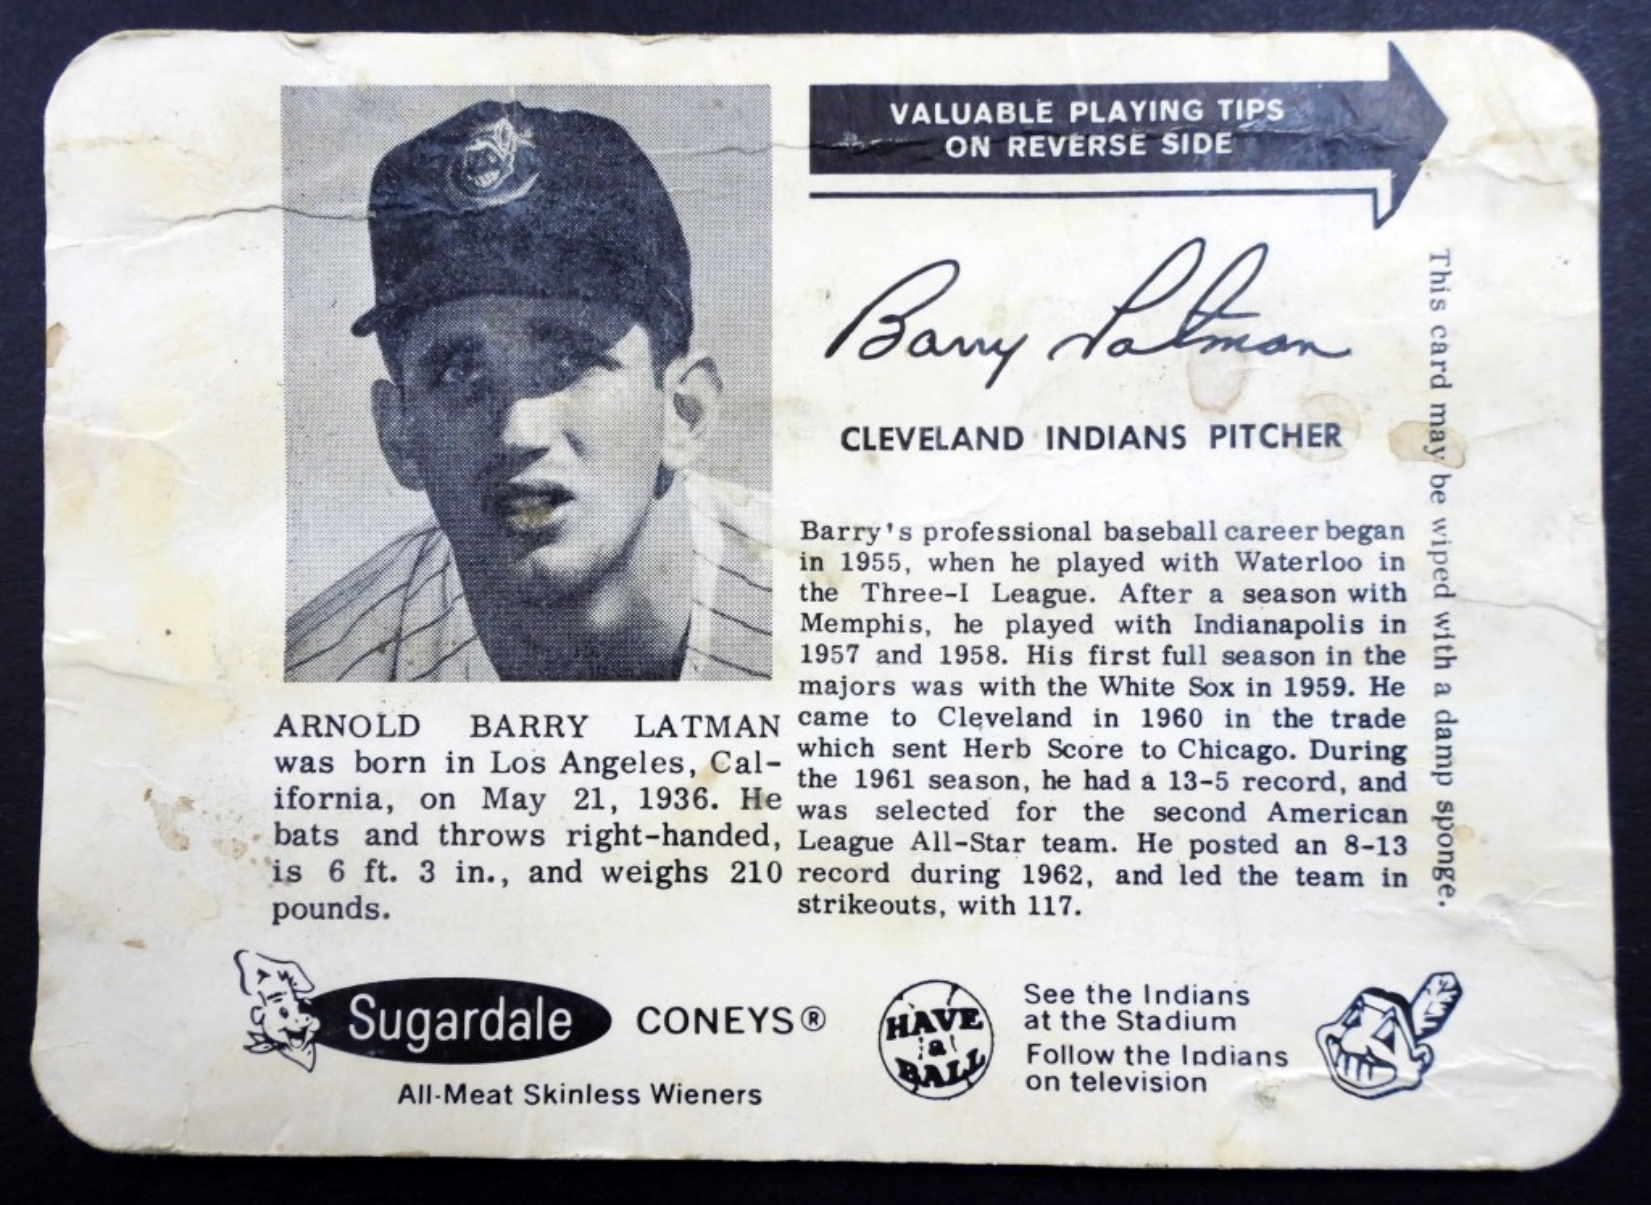 VALUABLE PLAYING TIPS
ON REVERSE SIDE
Barry Latman
CLEVELAND INDIANS PITCHER
Barry's professional baseball career began
in 1955, when he played with Waterloo in
the Three-I League. After a season with
Memphis, he played with Indianapolis in
1957 and 1958. His first full season in the
majors was with the White Sox in 1959. He
came to Cleveland in 1960 in the trade
which sent Herb Score to Chicago. During
the 1961 season, he had a 13-5 record, and
was selected for the second American
League All-Star team. He posted an 8-13
record during 1962, and led the team in
strikeouts, with 117.
This card may be wiped with a damp sponge.
ARNOLD BARRY LATMAN
was born in Los Angeles, Cal-
ifornia, on May 21, 1936. He
bats and throws right-handed,
is 6 ft. 3 in., and weighs 210
pounds.
Sugardale CONEYS®
All-Meat Skinless Wieners
HAVE
a
BALL
See the Indians
at the Stadium
Follow the Indians
on television